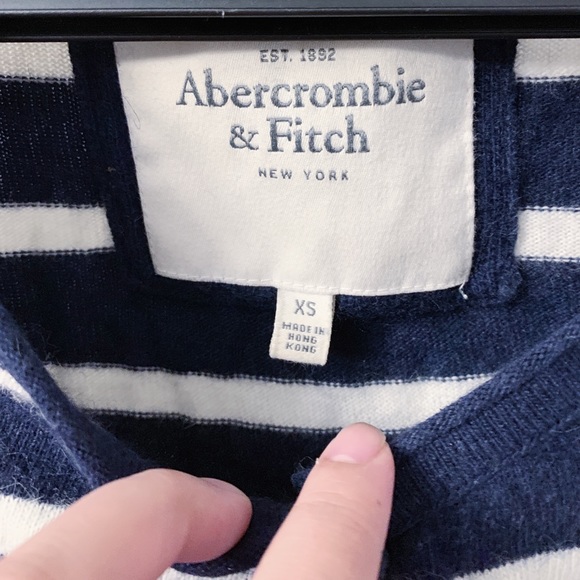 EST. 1892
Abercrombie
& Fitch
NEW YORK
XS
MADE IN
HONG
KONG